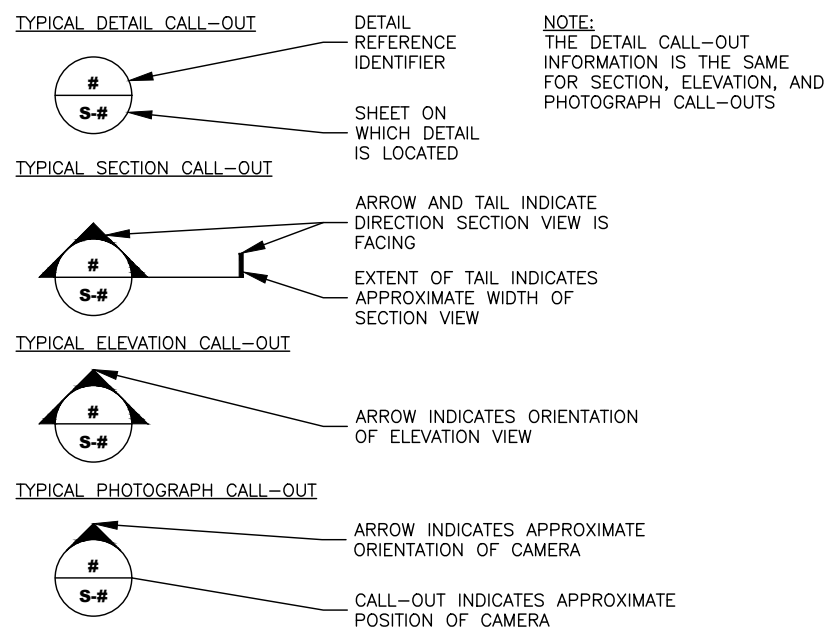 TYPICAL DETAIL CALL-OUT
#
S-#
DETAIL
REFERENCE
IDENTIFIER
SHEET ON
WHICH DETAIL
IS LOCATED
NOTE:
THE DETAIL CALL-OUT
INFORMATION IS THE SAME
FOR SECTION, ELEVATION, AND
PHOTOGRAPH CALL-OUTS
TYPICAL SECTION CALL-OUT
#
S-#
ARROW AND TAIL INDICATE
DIRECTION SECTION VIEW IS
FACING
EXTENT OF TAIL INDICATES
APPROXIMATE WIDTH OF
SECTION VIEW
TYPICAL ELEVATION CALL-OUT
#
S-#
ARROW INDICATES ORIENTATION
OF ELEVATION VIEW
TYPICAL PHOTOGRAPH CALL-OUT
#
S-#
ARROW INDICATES APPROXIMATE
ORIENTATION OF CAMERA
CALL-OUT INDICATES APPROXIMATE
POSITION OF CAMERA